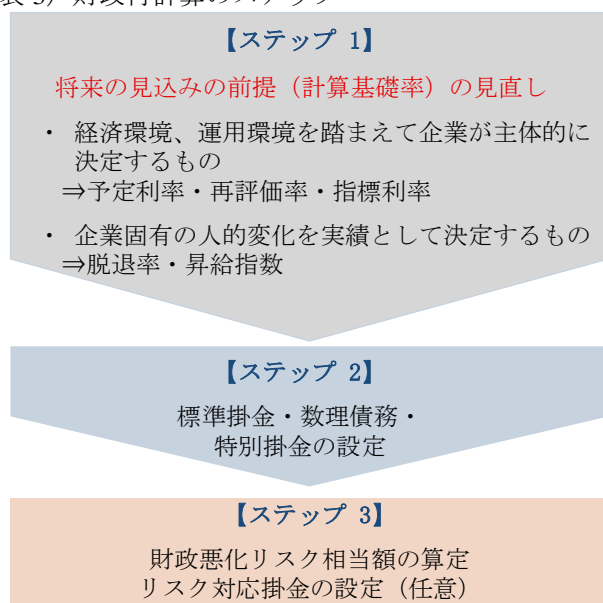 表 3）財政再計算のステップ
【ステップ 1】
将来の見込みの前提（計算基礎率）の見直し
・ 経済環境、運用環境を踏まえて企業が主体的に
決定するもの
⇒予定利率・再評価率・指標利率
・ 企業固有の人的変化を実績として決定するもの
⇒脱退率・昇給指数
【ステップ 2】
標準掛金・数理債務・
特別掛金の設定
【ステップ 3】
財政悪化リスク相当額の算定
リスク対応掛金の設定（任意）